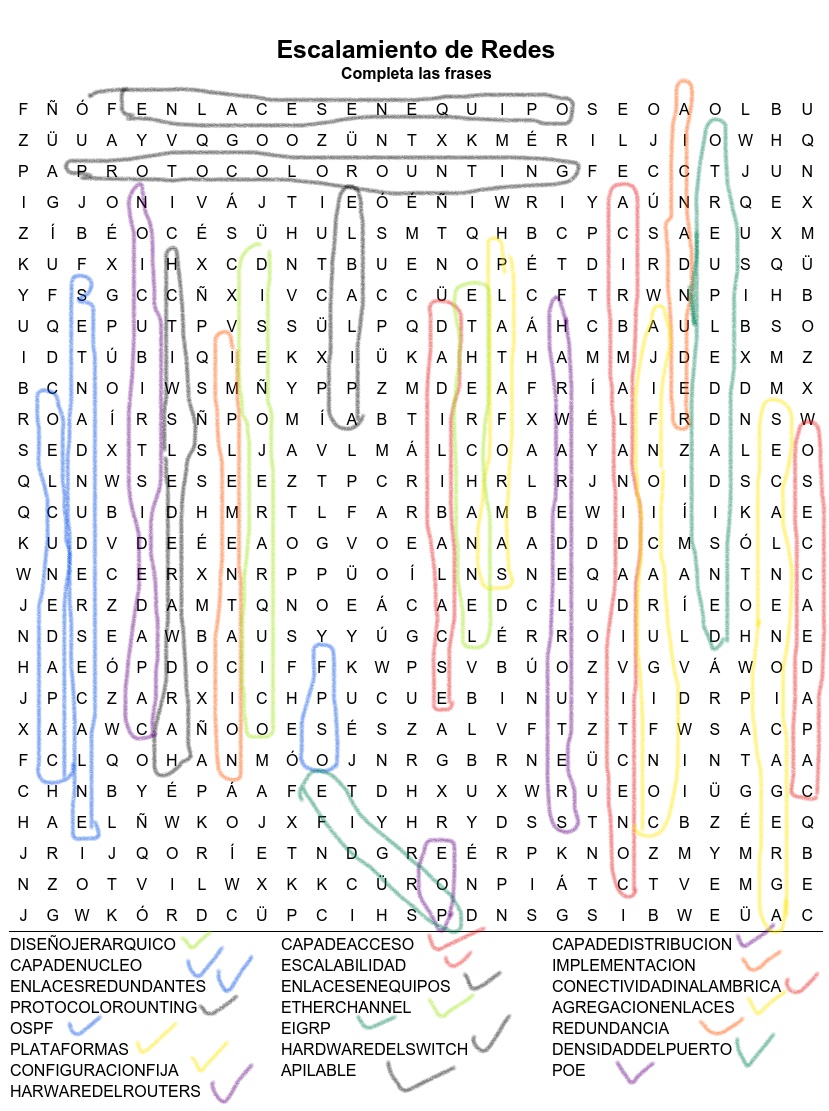 Escalamiento de Redes
Completa las frases
F Ñ Ó F E N L A C E S E N E Q U I P O S E O A O L B U
Z Ü U A Y V Q G O O Z Ü N T X K M É R I L J I O W H Q
P A P R O T O C O L O R O U N T I N G F E C C T J U N
I G J O N I V Á J T I E Ó É Ñ I W R I Y A Ú N R Q E X
Z Í B É O C É S Ü H U L S M T Q H B C P C S A E U X M
K U F X I H X C D N T B U E N O P É T D I R D U S Q Ü
Y F S G C C Ñ X I V C A C C Ü E L C F T R W N P I H B
U Q E P U T P V S S Ü L P Q D T A Á H C B A U L B S O
I D T Ú B I Q I E K X I Ü K A H T H A M M J D E X M Z
B C N O I W S M Ñ Y P P Z M D E A F R Í A I E D D M X
R O A Í R S Ñ P O M Í A B T I R F X W É L F R D N S W
S E D X T L S L J A V L M Á L C O A A Y A N Z A L E O
Q L N W S E S E E Z T P C R I H R L R J N O I D S C S
Q C U B I D H M R T L F A R B A M B E W I I Í I K A E
K U D V D E É E A O G V O E A N A A D D D C M S Ó L C
W N E C E R X N R P P Ü O Í L N S N E Q A A A N T N C
J E R Z D A M T Q N O E Á C A E D C L U D R Í E O E A
N D S E A W B A U S Y Y Ú G C L É R R O I U L D H N E
H A E Ó P D O C I F F K W P S V B Ú O Z V G V Á W O D
J P C Z A R X I C H P U C U E B I N U Y I I D R P I A
X A A W C A Ñ O O E S É S Z A L V F T Z T F W S A C P
F C L Q O H A N M Ó O J N R G B R N E Ü C N I N T A A
C H N B Y É P Á A F E T D H X U X W R U E O I Ü G G C
H A E L Ñ W K O J X F I Y H R Y D S S T N C B Z É E Q
J R I J Q O R Í E T N D G R E É R P K N O Z M Y M R B
N Z O T V I L W X K K C Ü R O N P I Á T C T V E M G E
J G W K Ó R D C Ü P C I H S P D N S G S I B W E Ü A C
DISEÑOJERARQUICO CAPADEACCESO CAPADEDISTRIBUCION
CAPADENUCLEO ESCALABILIDAD IMPLEMENTACION
ENLACESREDUNDANTES ENLACESENEQUIPOS CONECTIVIDADINALAMBRICA
PROTOCOLOROUNTING ETHERCHANNEL AGREGACIONENLACES
OSPF EIGRP REDUNDANCIA
PLATAFORMAS HARDWAREDELSWITCH DENSIDADDELPUERTO
CONFIGURACIONFIJA APILABLE POE
HARWAREDELROUTERS